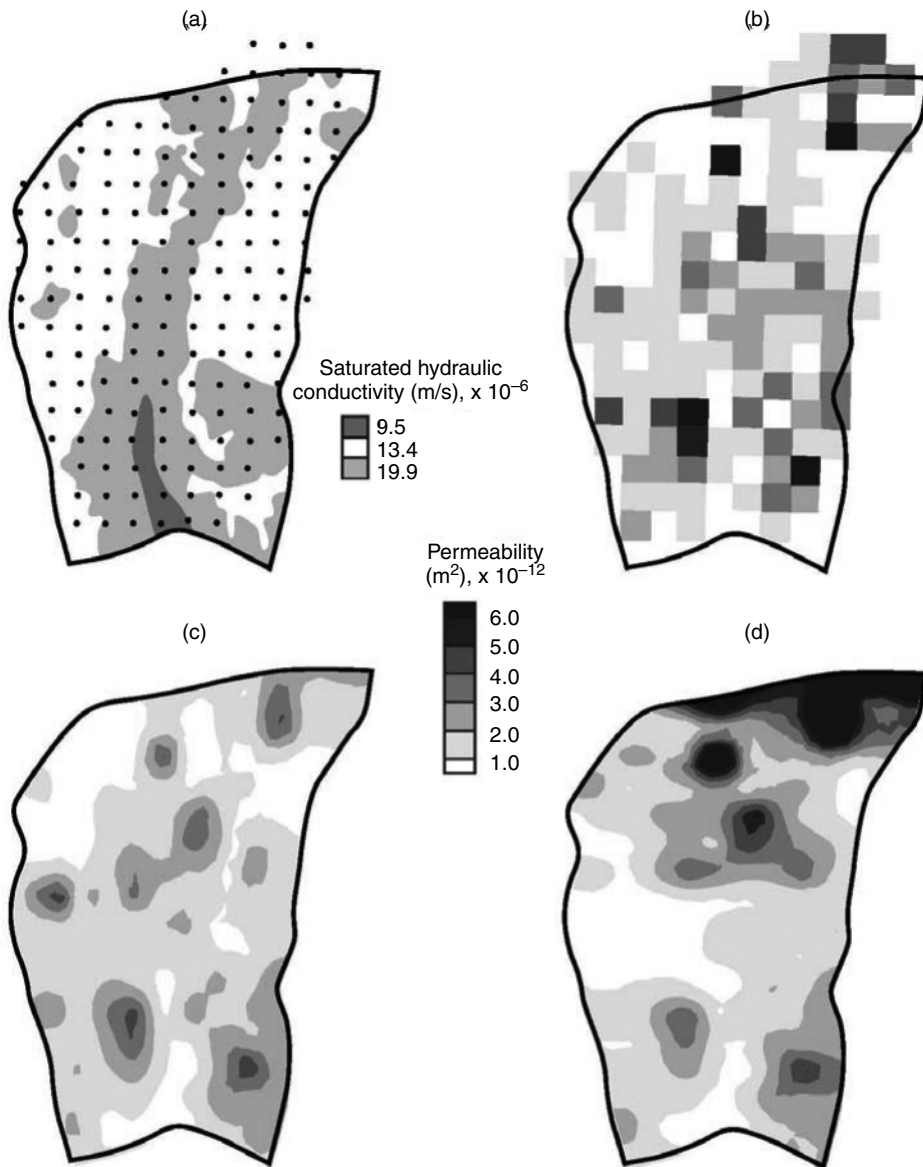 (a)
(b)
Saturated hydraulic
conductivity (m/s), x 10⁻⁶
9.5
13.4
19.9
Permeability
(m²), x 10⁻¹²
6.0
5.0
4.0
3.0
2.0
1.0
(c)
(d)